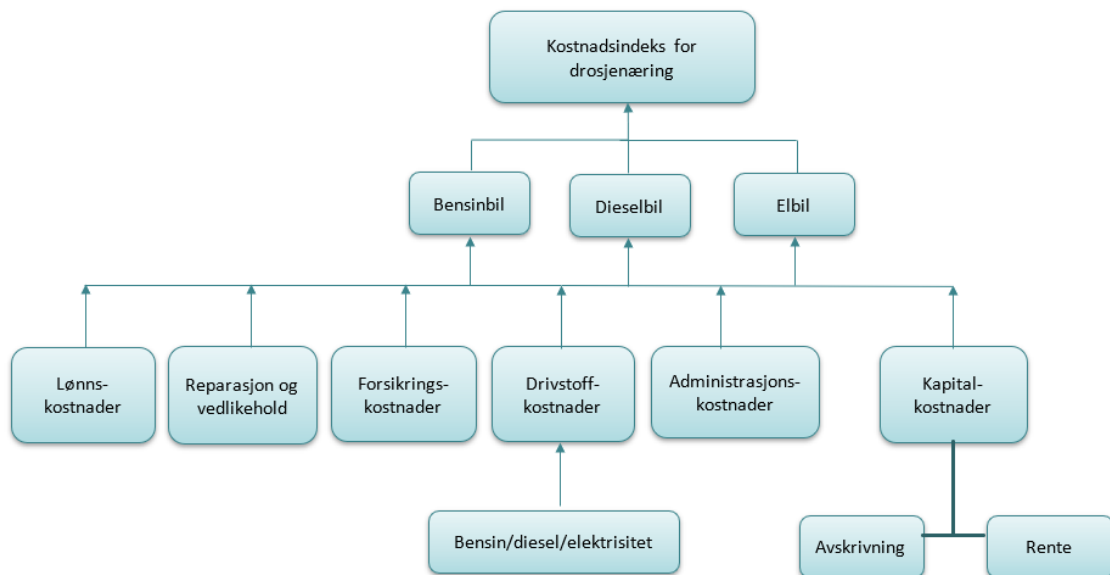 Kostnadsindeks for
drosjenæring
Bensinbil
Dieselbil
Elbil
Lønns-
kostnader
Reparasjon og
vedlikehold
Forsikrings-
kostnader
Drivstoff-
kostnader
Administrasjons-
kostnader
Kapital-
kostnader
Bensin/diesel/elektrisitet
Avskrivning
Rente